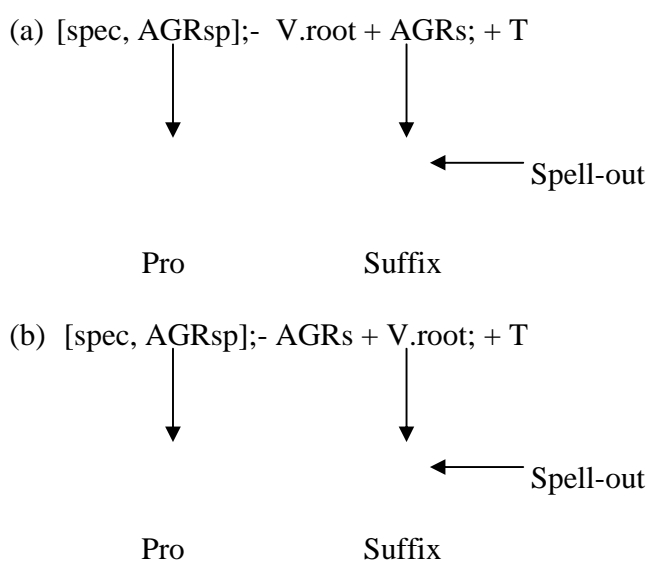 (a) [spec, AGRsp];- V.root + AGRs; + T
Spell-out
Pro Suffix
(b) [spec, AGRsp];- AGRs + V.root; + T
Spell-out
Pro Suffix